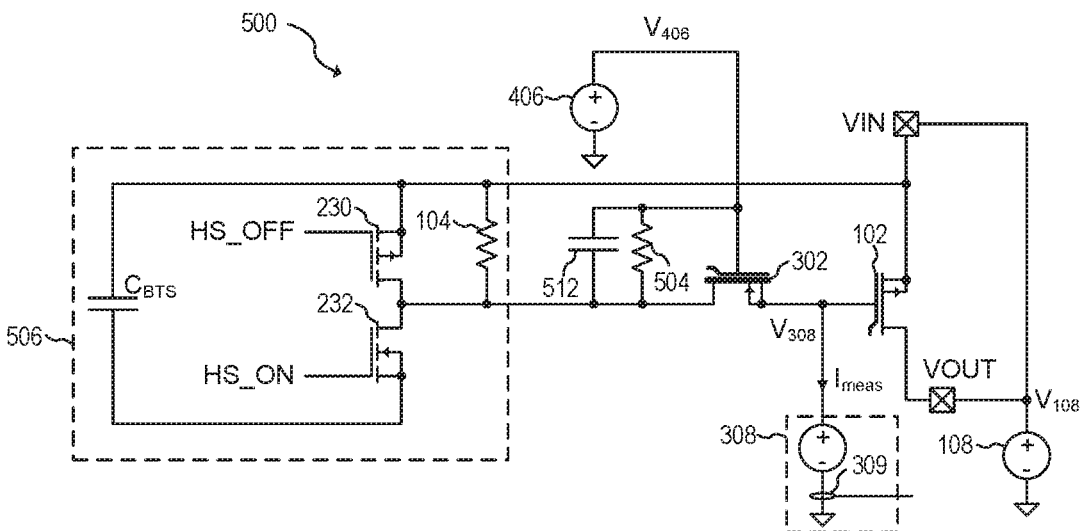 500
V406
406
VIN
230
HS_OFF
104
102
512
504
302
CBTS
232
506
V308
HS_ON
VOUT
Imeas
V108
308
309
108